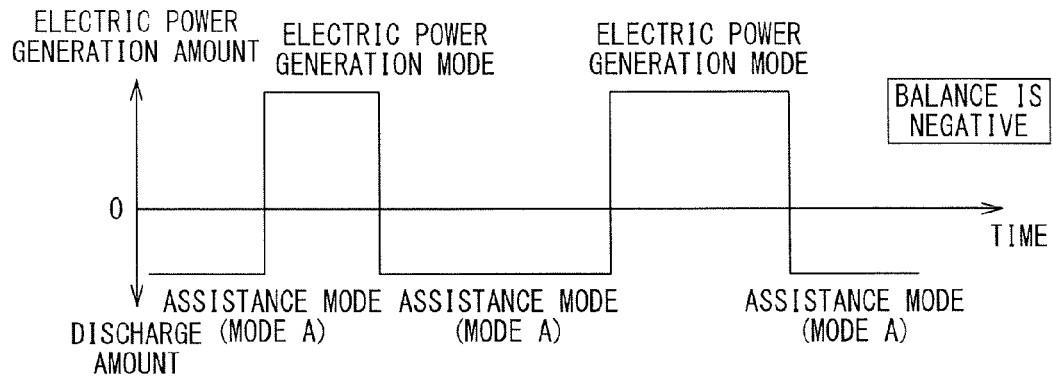 ELECTRIC POWER
GENERATION AMOUNT
ELECTRIC POWER
GENERATION MODE
ELECTRIC POWER
GENERATION MODE
BALANCE IS
NEGATIVE
0
TIME
ASSISTANCE MODE
(MODE A)
ASSISTANCE MODE
(MODE A)
ASSISTANCE MODE
(MODE A)
DISCHARGE
AMOUNT